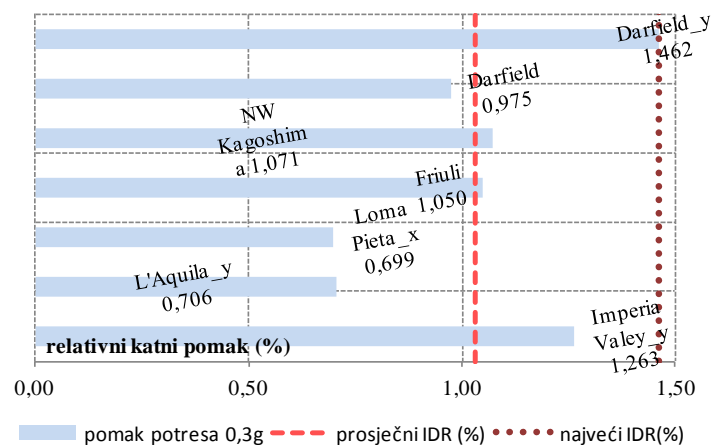 Darfield_y
1,462
Darfield
0,975
NW
Kagoshim
a 1,071
Friuli
1,050
Loma
Pieta_x
0,699
L'Aquila_y
0,706
Imperia
Valey_y
1,263
relativni katni pomak (%)
0,00 0,50 1,00 1,50
pomak potresa 0,3g prosječni IDR (%) najveći IDR(%)